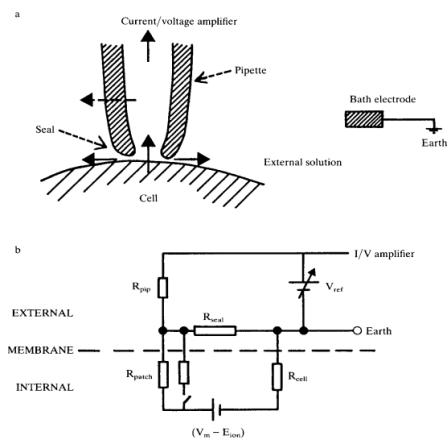 a
Current/voltage amplifier
Pipette
Seal
Bath electrode
Earth
External solution
Cell
b
I/V amplifier
R_pip
V_ref
EXTERNAL
R_seal
Earth
MEMBRANE
INTERNAL
R_patch
R_cell
(V_m − E_ion)